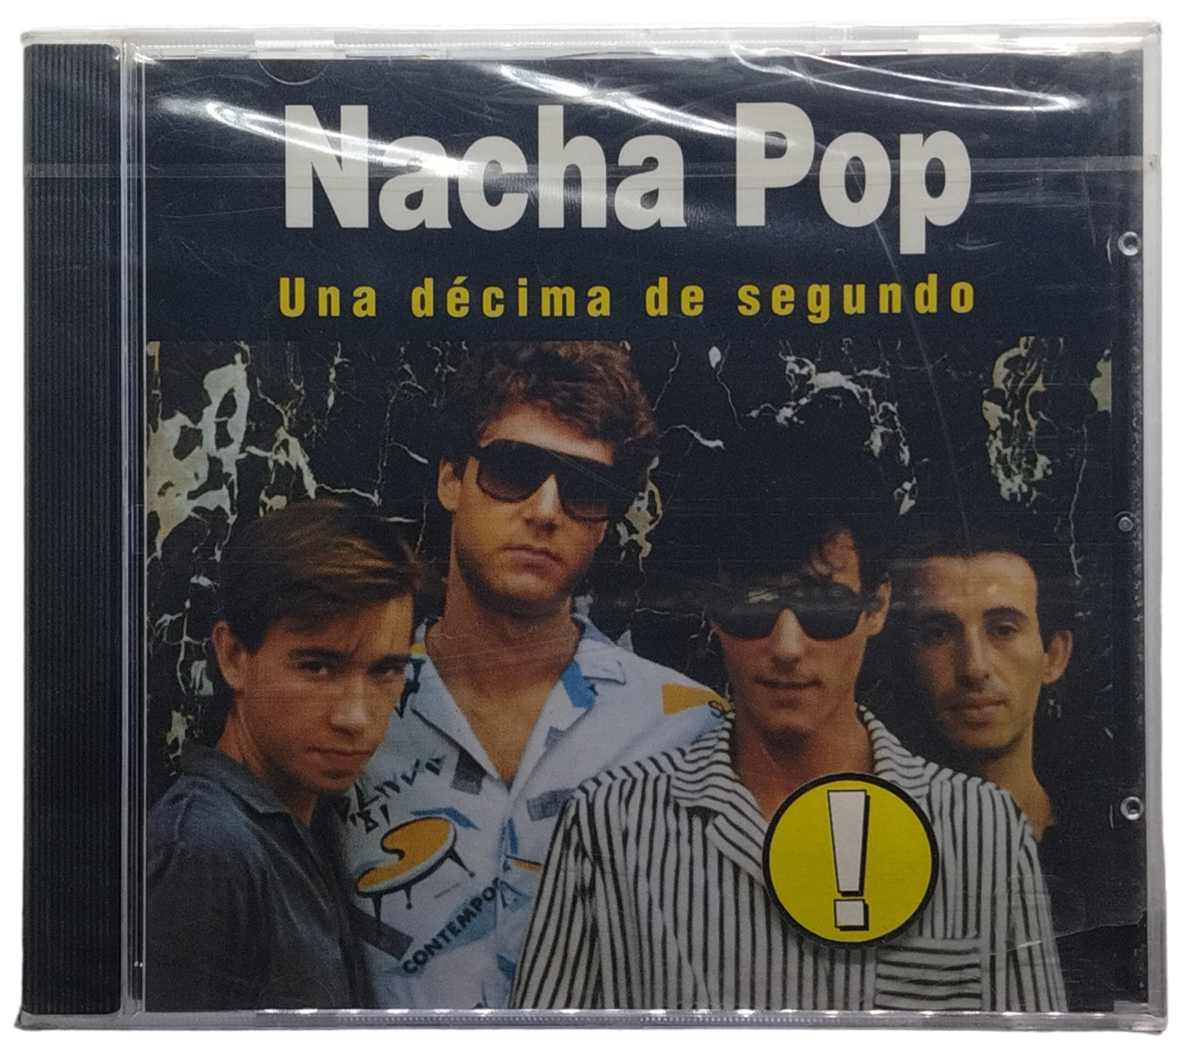 Nacha Pop
Una décima de segundo
CONTEMPO
!